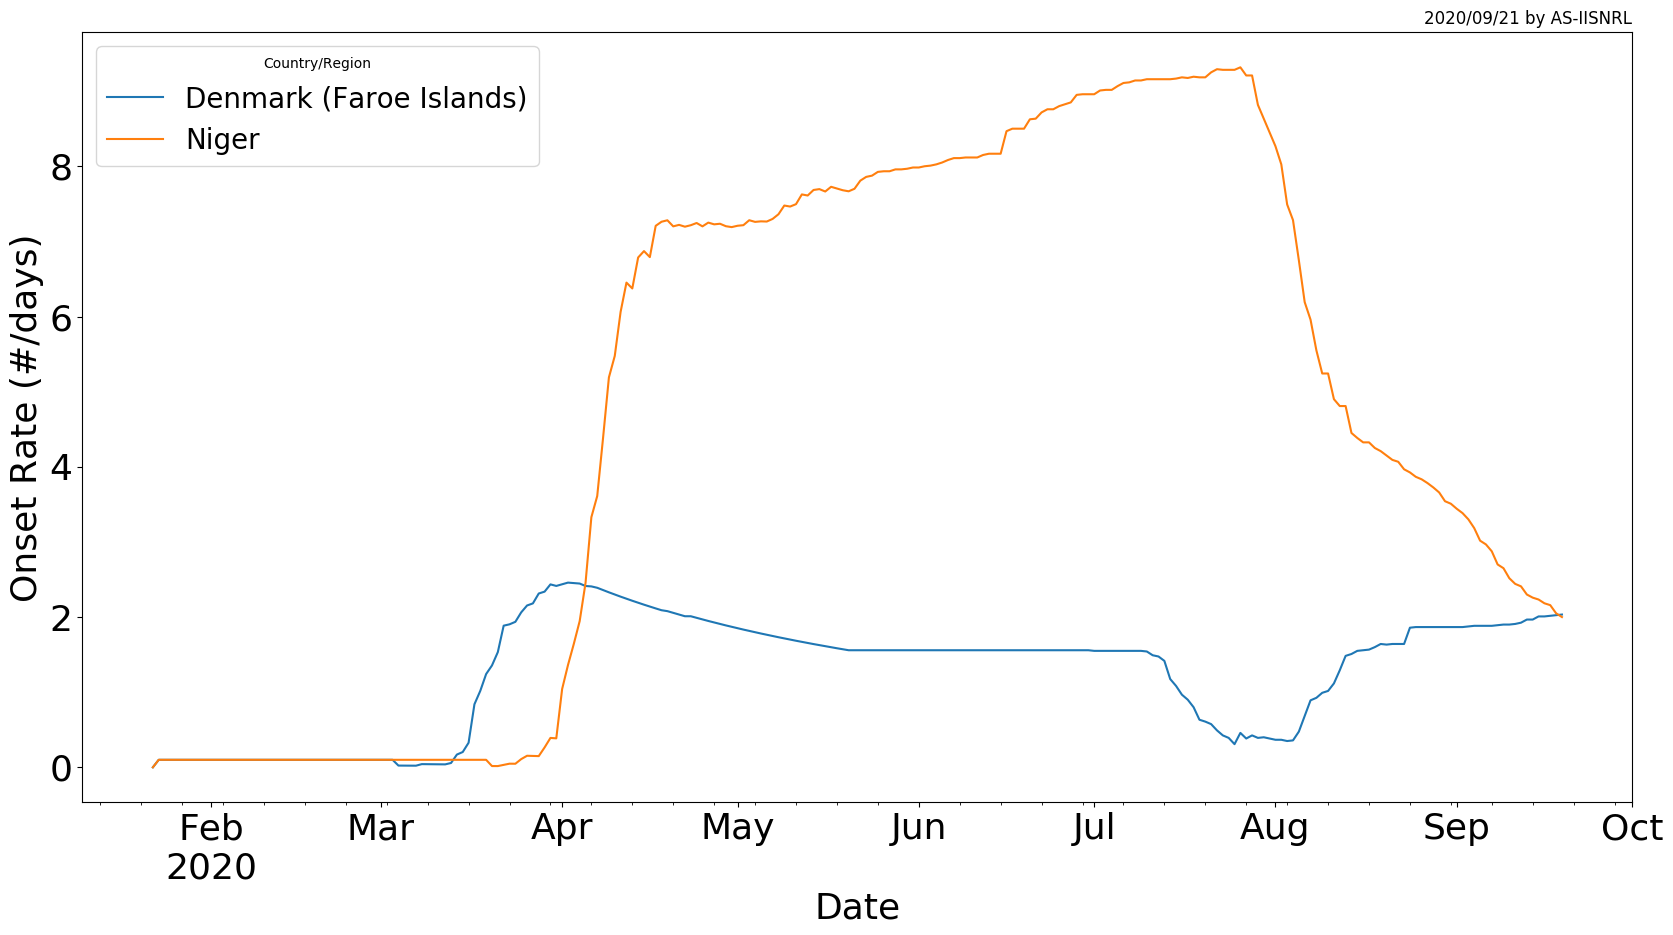 2020/09/21 by AS-IISNRL
Country/Region
Denmark (Faroe Islands)
Niger
Onset Rate (#/days)
8
6
4
2
0
Feb Mar Apr May Jun Jul Aug Sep Oct
2020
Date